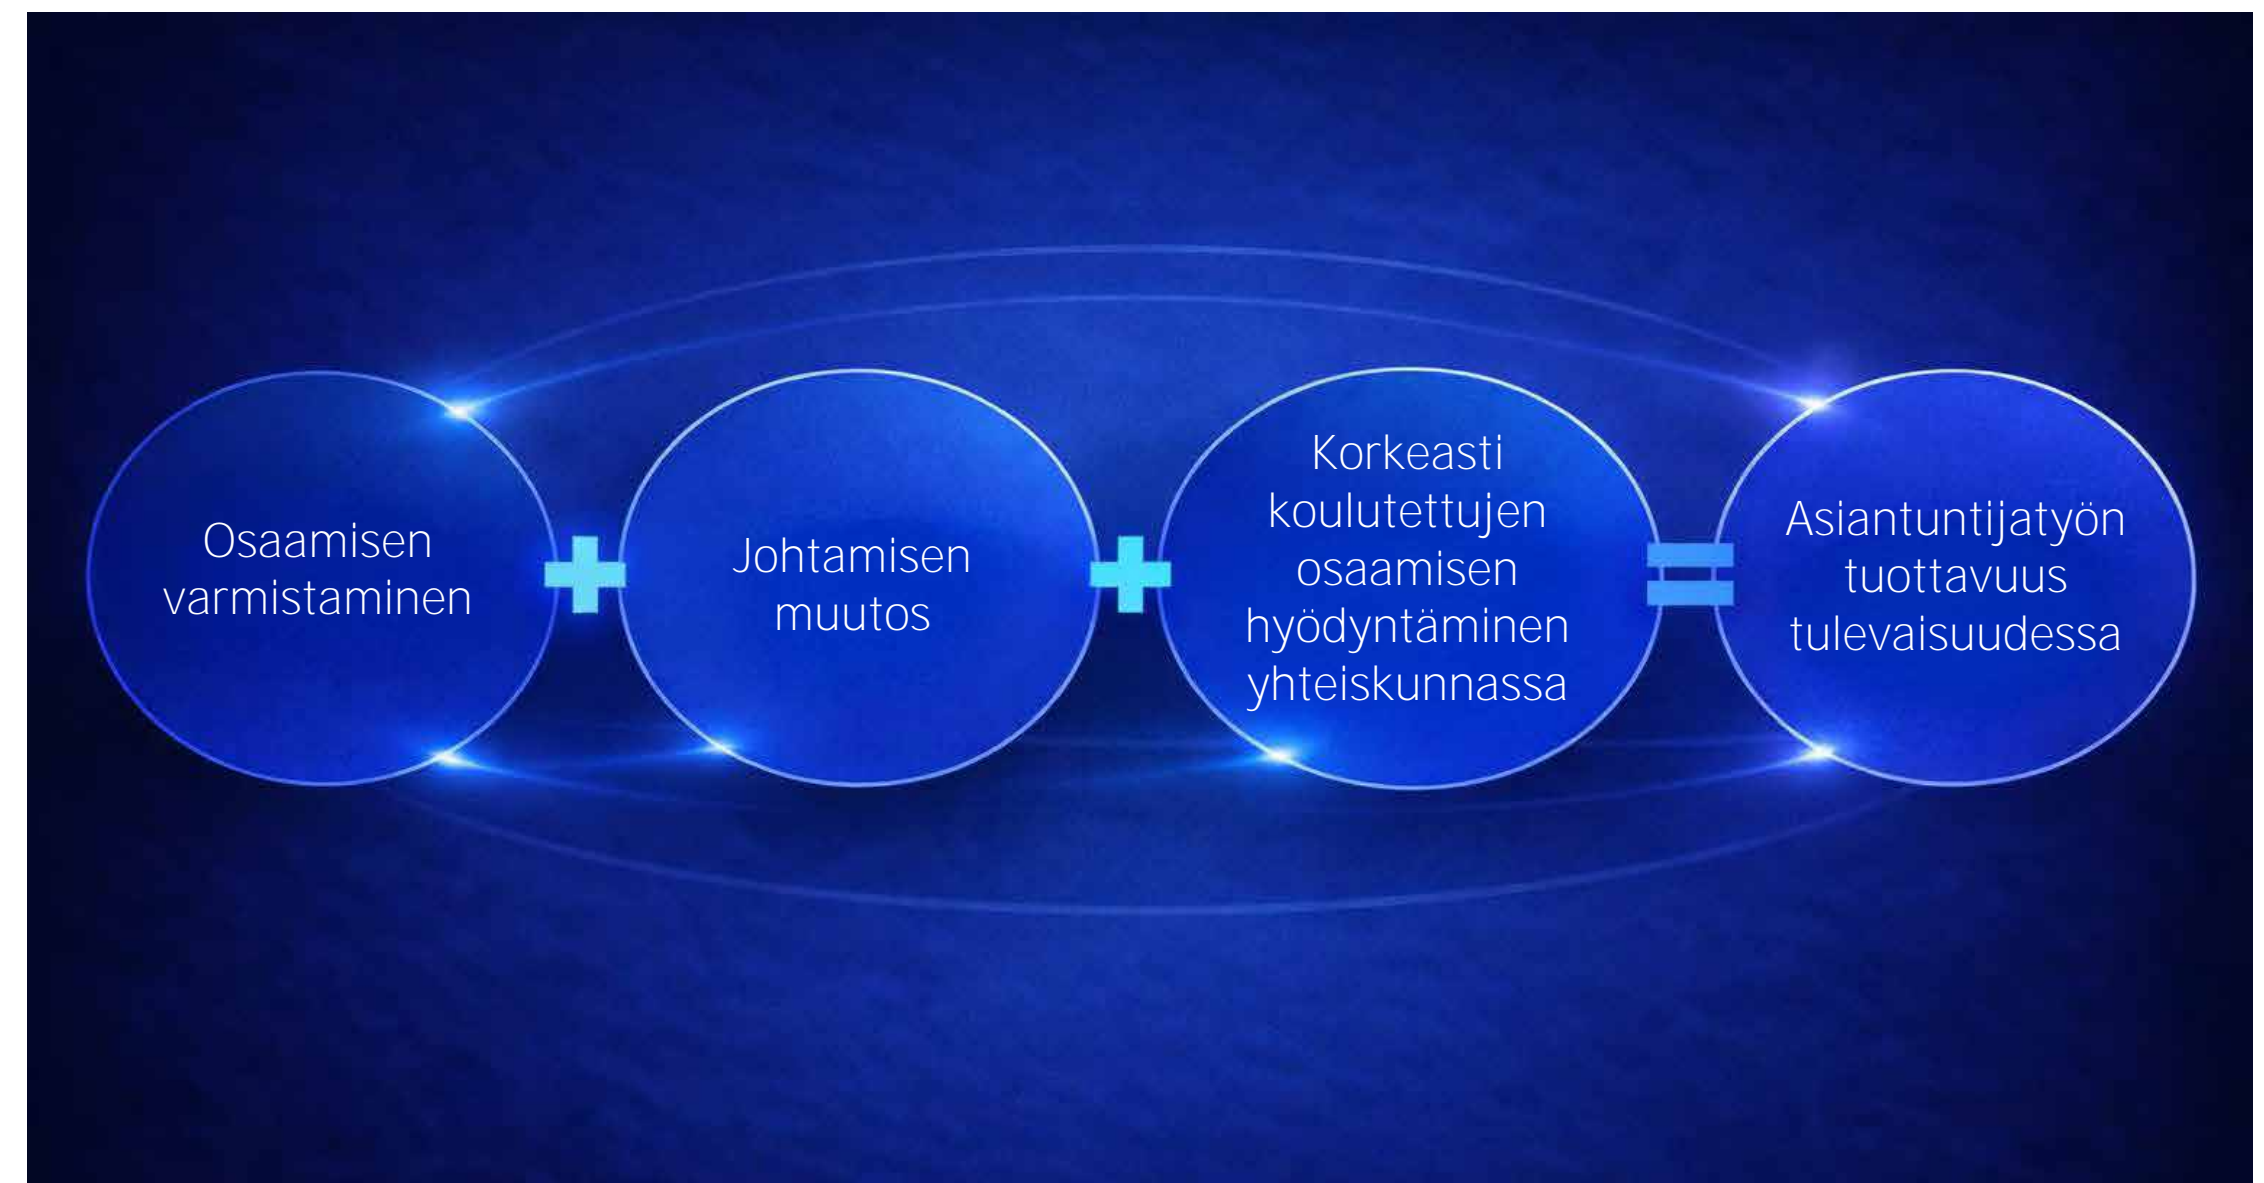 Osaamisen
varmistaminen
Johtamisen
muutos
Korkeasti
koulutettujen
osaamisen
hyödyntäminen
yhteiskunnassa
Asiantuntijatyön
tuottavuus
tulevaisuudessa